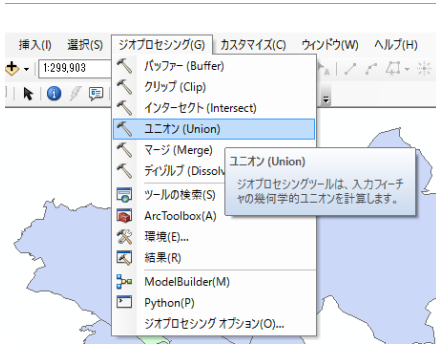 挿入(I) 選択(S) ジオプロセシング(G) カスタマイズ(C) ウインドウ(W) ヘルプ(H)
1:299,903
バッファー (Buffer)
クリップ (Clip)
インターセクト (Intersect)
ユニオン (Union)
マージ (Merge)
ユニオン (Union)
ディゾルブ (Dissolv
ジオプロセシングツールは、入力フィーチ
ャの幾何学的ユニオンを計算します。
ツールの検索(S)
ArcToolbox(A)
環境(E)...
結果(R)
ModelBuilder(M)
Python(P)
ジオプロセシング オプション(O)...